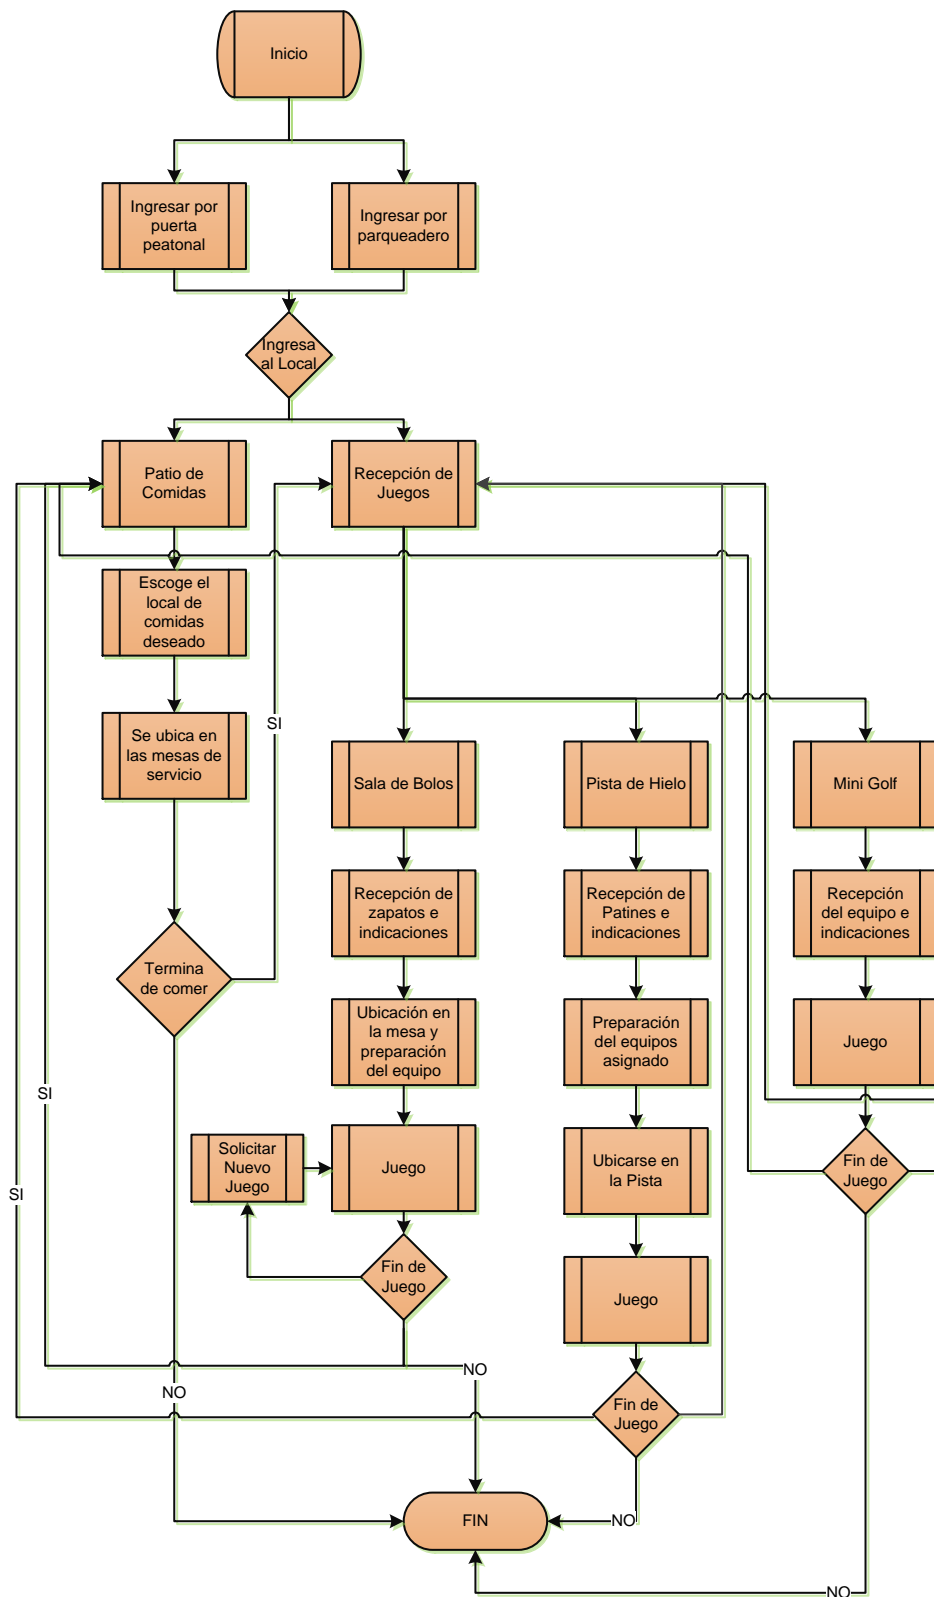 Inicio
Ingresar por
puerta
peatonal
Ingresar por
parqueadero
Ingresa
al Local
Patio de
Comidas
Recepción de
Juegos
Escoge el
local de
comidas
deseado
Se ubica en
las mesas de
servicio
SI
Sala de Bolos
Pista de Hielo
Mini Golf
Recepción de
zapatos e
indicaciones
Recepción de
Patines e
indicaciones
Recepción
del equipo e
indicaciones
Termina
de comer
Ubicación en
la mesa y
preparación
del equipo
Preparación
del equipos
asignado
Juego
SI
Solicitar
Nuevo
Juego
Juego
Ubicarse en
la Pista
Fin de
Juego
SI
Fin de
Juego
Juego
NO
NO
Fin de
Juego
FIN
NO
NO